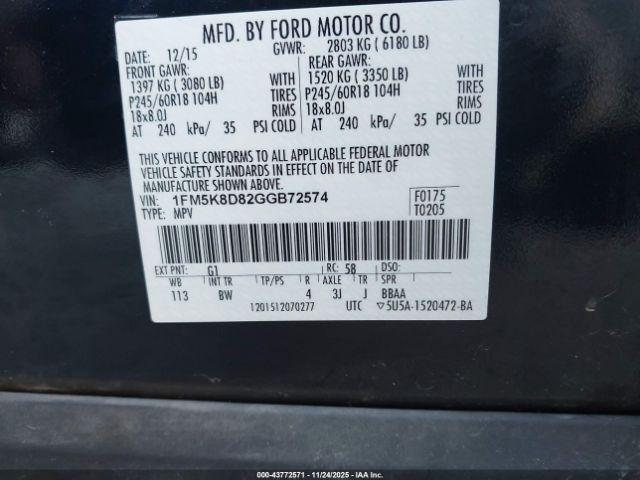 MFD. BY FORD MOTOR CO.
DATE: 12/15 GVWR: 2803 KG ( 6180 LB)
FRONT GAWR: REAR GAWR:
1397 KG ( 3080 LB) WITH 1520 KG ( 3350 LB) WITH
P245/60R18 104H TIRES P245/60R18 104H TIRES
18x8.0J RIMS 18x8.0J RIMS
AT 240 kPa/ 35 PSI COLD AT 240 kPa/ 35 PSI COLD
THIS VEHICLE CONFORMS TO ALL APPLICABLE FEDERAL MOTOR
VEHICLE SAFETY STANDARDS IN EFFECT ON THE DATE OF
MANUFACTURE SHOWN ABOVE.
VIN: 1FM5K8D82GGB72574 F0175
TYPE: MPV T0205
EXT PNT: G1 RC: 58 DSO:
WB INT TR TP/PS R AXLE TR SPR
113 BW 4 3J J BBAA
1201512070277 UTC ▽5U5A-1520472-BA
000-43772571 — 11/24/2025 — IAAI.COM